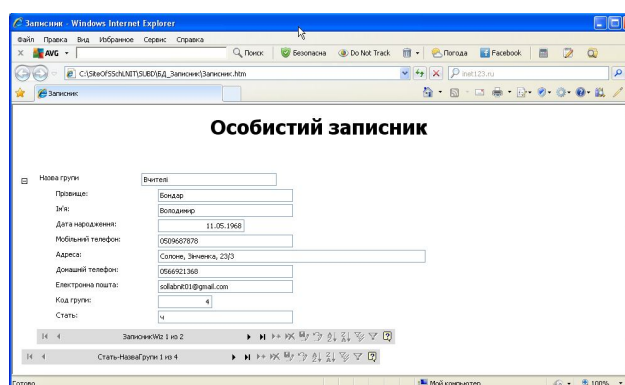 Записник - Windows Internet Explorer
Файл Правка Вид Избранное Сервис Справка
x AVG Поиск Безопасна Do Not Track Погода Facebook
C:\SiteOfSSchLNIT\SUBD\БД_Записник\Записник.htm inet123.ru
Записник
Особистий записник
Назва групи Вчителі
Прізвище: Бондар
Ім'я: Володимир
Дата народження: 11.05.1968
Мобільний телефон: 0509687878
Адреса: Солоне, Зінченка, 23/3
Донашній телефон: 0566921368
Електронна пошта: sollabnit01@gmail.com
Код групи: 4
Стать: ч
ЗаписникWiz 1 из 2
Стать-НазваГрупи 1 из 4
Готово Мой компьютер 100%